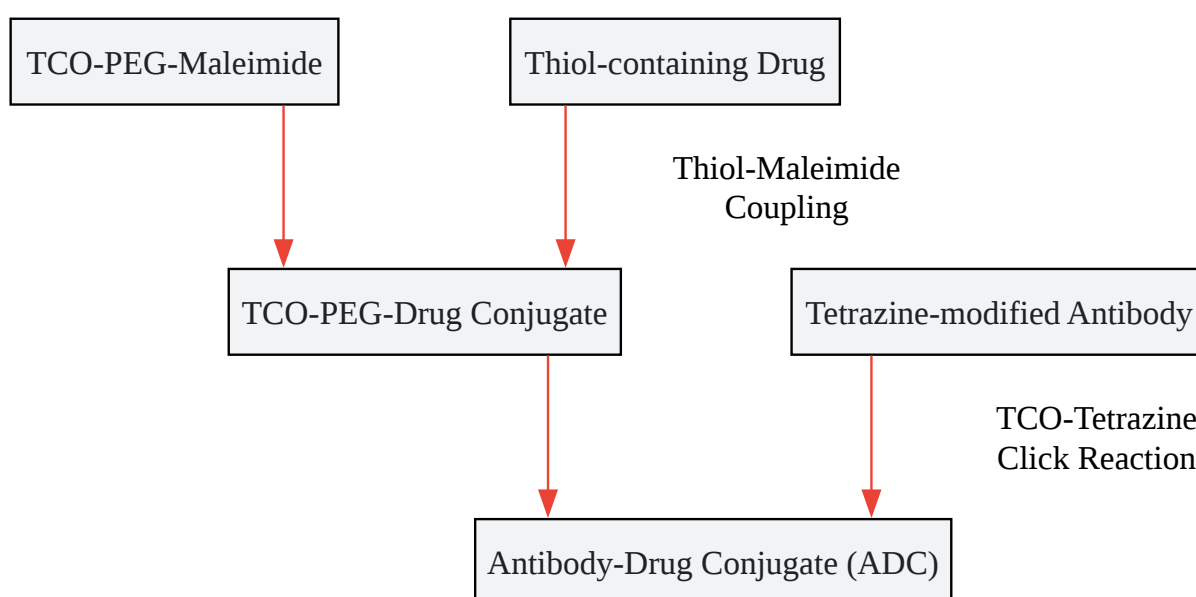 TCO-PEG-Maleimide
Thiol-containing Drug
Thiol-Maleimide
Coupling
TCO-PEG-Drug Conjugate
Tetrazine-modified Antibody
TCO-Tetrazine
Click Reaction
Antibody-Drug Conjugate (ADC)